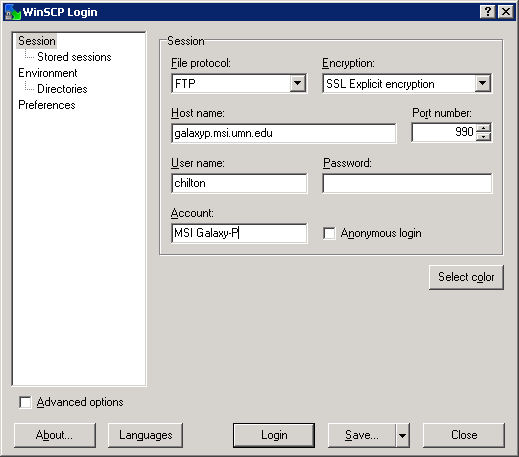 WinSCP Login
Session
Stored sessions
Environment
Directories
Preferences
Session
File protocol: Encryption:
FTP SSL Explicit encryption
Host name: Port number:
galaxyp.msi.umn.edu 990
User name: Password:
chilton
Account:
MSI Galaxy-P Anonymous login
Select color
Advanced options
About... Languages Login Save... Close